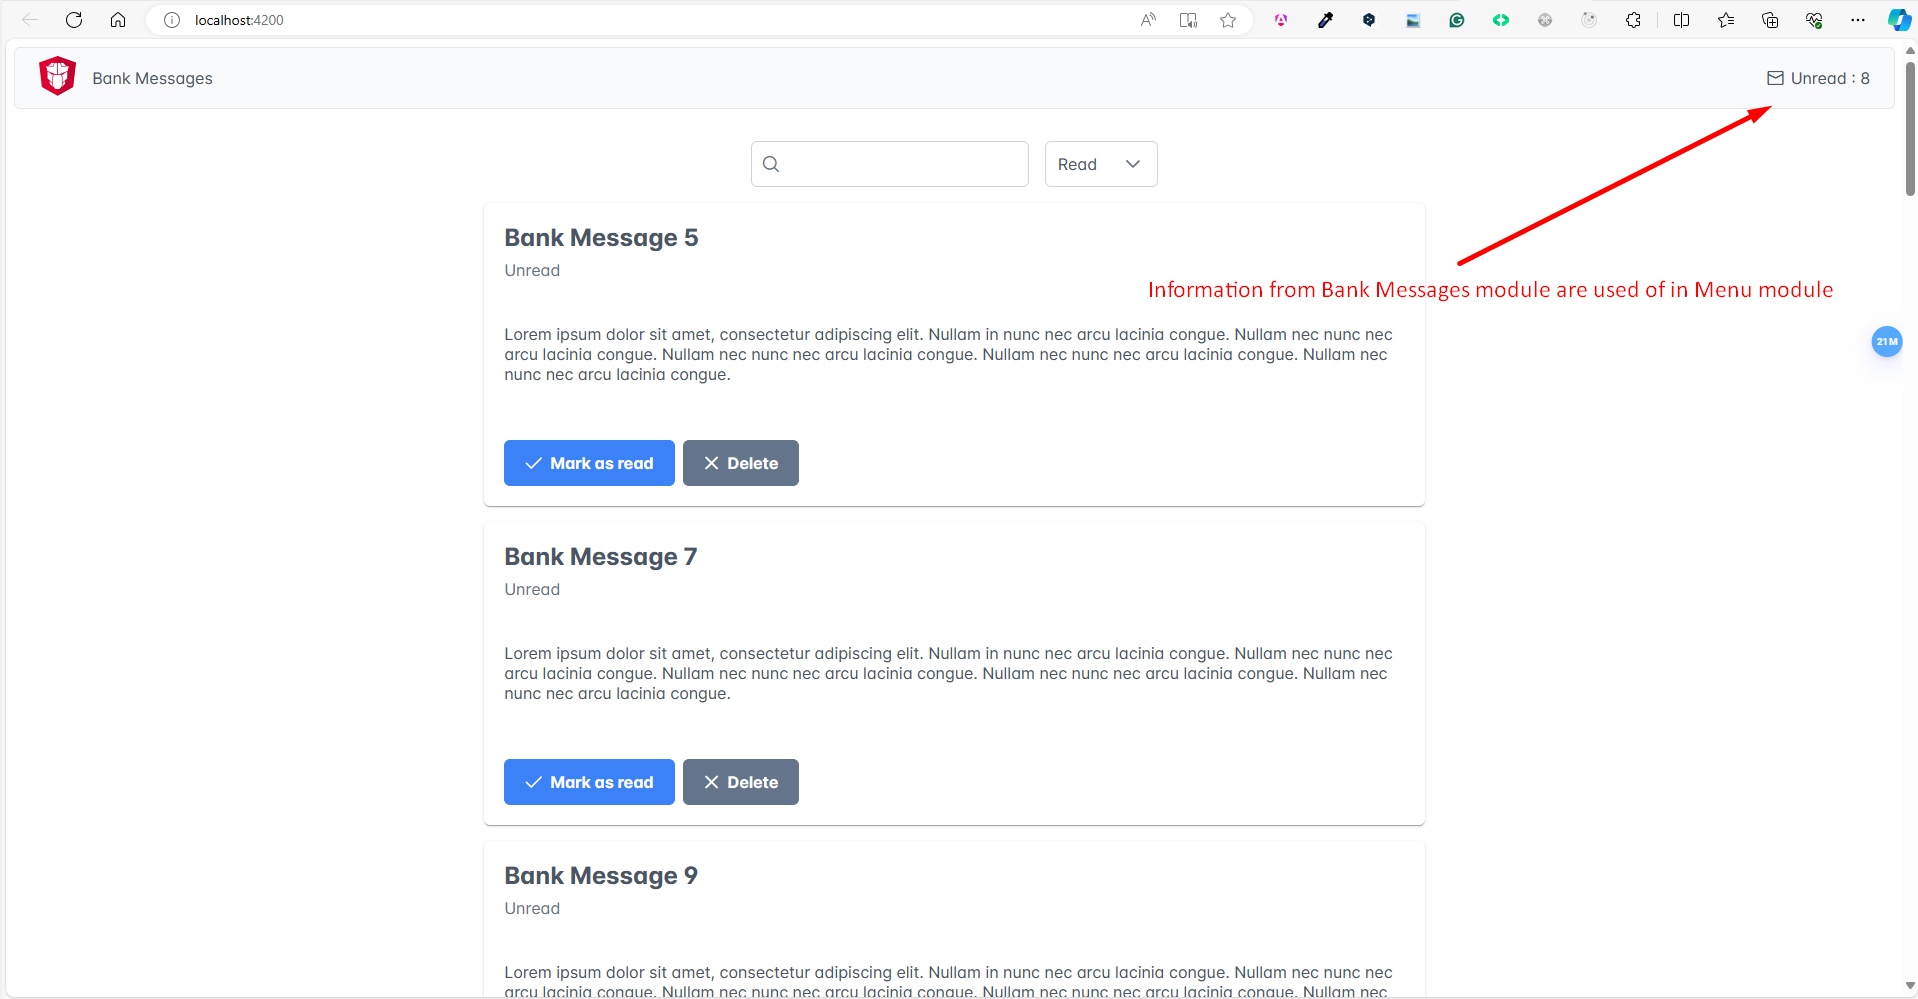 localhost:4200
Bank Messages
Unread : 8
Read
Bank Message 5
Unread
Information from Bank Messages module are used of in Menu module
Lorem ipsum dolor sit amet, consectetur adipiscing elit. Nullam in nunc nec arcu lacinia congue. Nullam nec nunc nec
arcu lacinia congue. Nullam nec nunc nec arcu lacinia congue. Nullam nec nunc nec arcu lacinia congue. Nullam nec
nunc nec arcu lacinia congue.
21M
Mark as read
Delete
Bank Message 7
Unread
Lorem ipsum dolor sit amet, consectetur adipiscing elit. Nullam in nunc nec arcu lacinia congue. Nullam nec nunc nec
arcu lacinia congue. Nullam nec nunc nec arcu lacinia congue. Nullam nec nunc nec arcu lacinia congue. Nullam nec
nunc nec arcu lacinia congue.
Mark as read
Delete
Bank Message 9
Unread
Lorem ipsum dolor sit amet, consectetur adipiscing elit. Nullam in nunc nec arcu lacinia congue. Nullam nec nunc nec
arcu lacinia congue. Nullam nec nunc nec arcu lacinia congue. Nullam nec nunc nec arcu lacinia congue. Nullam nec